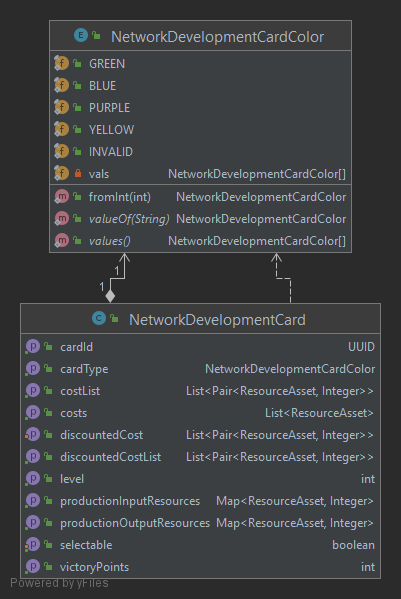 NetworkDevelopmentCardColor
GREEN
BLUE
PURPLE
YELLOW
INVALID
vals NetworkDevelopmentCardColor[]
fromInt(int) NetworkDevelopmentCardColor
valueOf(String) NetworkDevelopmentCardColor
values() NetworkDevelopmentCardColor[]
1
1
NetworkDevelopmentCard
cardId UUID
cardType NetworkDevelopmentCardColor
costList List<Pair<ResourceAsset, Integer>>
costs List<ResourceAsset>
discountedCost List<Pair<ResourceAsset, Integer>>
discountedCostList List<Pair<ResourceAsset, Integer>>
level int
productionInputResources Map<ResourceAsset, Integer>
productionOutputResources Map<ResourceAsset, Integer>
selectable boolean
victoryPoints int
Powered by yFiles